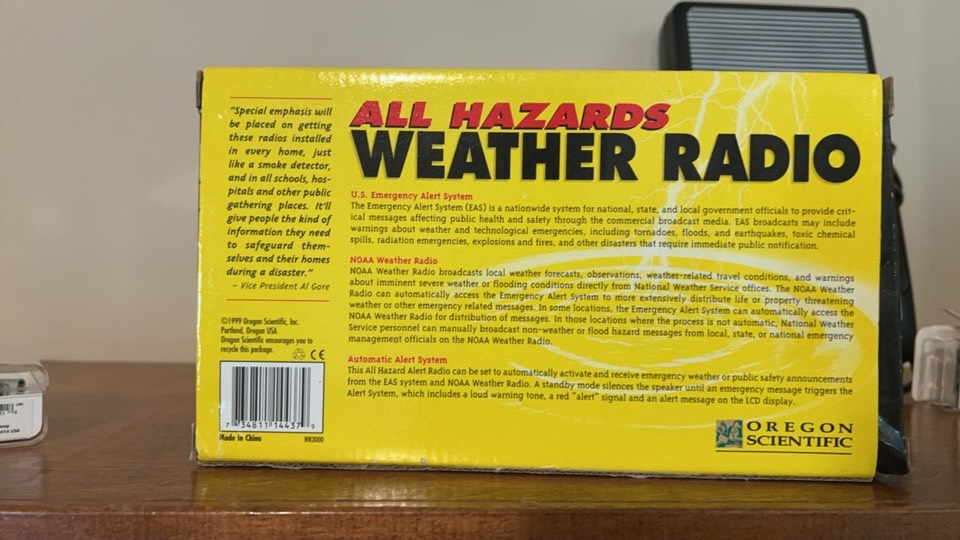 "Special emphasis will
be placed on getting
these radios installed
in every home, just
like a smoke detector,
and in all schools, hos-
pitals and other public
gathering places. It'll
give people the kind of
information they need
to safeguard them-
selves and their homes
during a disaster."
– Vice President Al Gore
©1999 Oregon Scientific, Inc.
Portland, Oregon USA
Oregon Scientific encourages you to
recycle this package.
CE
7 34811 14437 9
Made in China WR3000
ALL HAZARDS
WEATHER RADIO
U.S. Emergency Alert System
The Emergency Alert System (EAS) is a nationwide system for national, state, and local government officials to provide crit-
ical messages affecting public health and safety through the commercial broadcast media. EAS broadcasts may include
warnings about weather and technological emergencies, including tornadoes, floods, and earthquakes, toxic chemical
spills, radiation emergencies, explosions and fires, and other disasters that require immediate public notification.
NOAA Weather Radio
NOAA Weather Radio broadcasts local weather forecasts, observations, weather-related travel conditions, and warnings
about imminent severe weather or flooding conditions directly from National Weather Service offices. The NOAA Weather
Radio can automatically access the Emergency Alert System to more extensively distribute life or property threatening
weather or other emergency related messages. In some locations, the Emergency Alert System can automatically access the
NOAA Weather Radio for distribution of messages. In those locations where the process is not automatic, National Weather
Service personnel can manually broadcast non-weather or flood hazard messages from local, state, or national emergency
management officials on the NOAA Weather Radio.
Automatic Alert System
This All Hazard Alert Radio can be set to automatically activate and receive emergency weather or public safety announcements
from the EAS system and NOAA Weather Radio. A standby mode silences the speaker until an emergency message triggers the
Alert System, which includes a loud warning tone, a red "alert" signal and an alert message on the LCD display.
OREGON
SCIENTIFIC